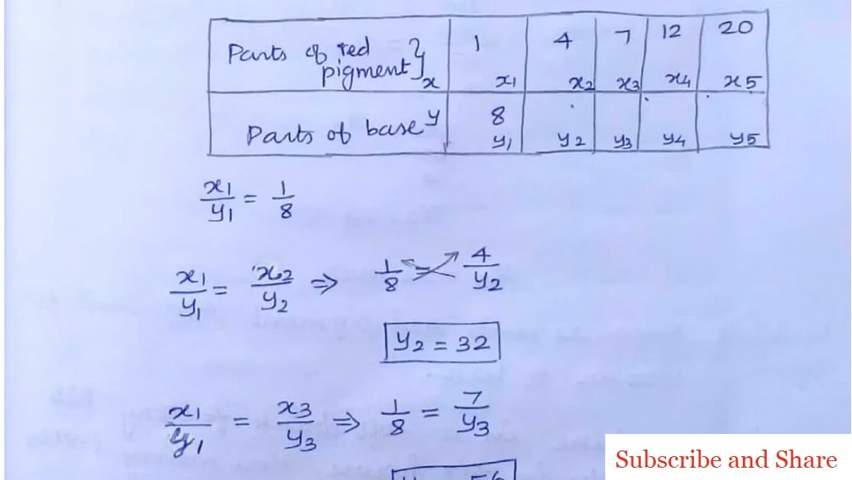 Parts of red pigment} x 1 x1 4 x2 7 x3 12 x4 20 x5
Parts of base y 8 y1 y2 y3 y4 y5
x1/y1 = 1/8
x1/y1 = x2/y2 ⇒ 1/8 = 4/y2
y2 = 32
x1/y1 = x3/y3 ⇒ 1/8 = 7/y3
Subscribe and Share